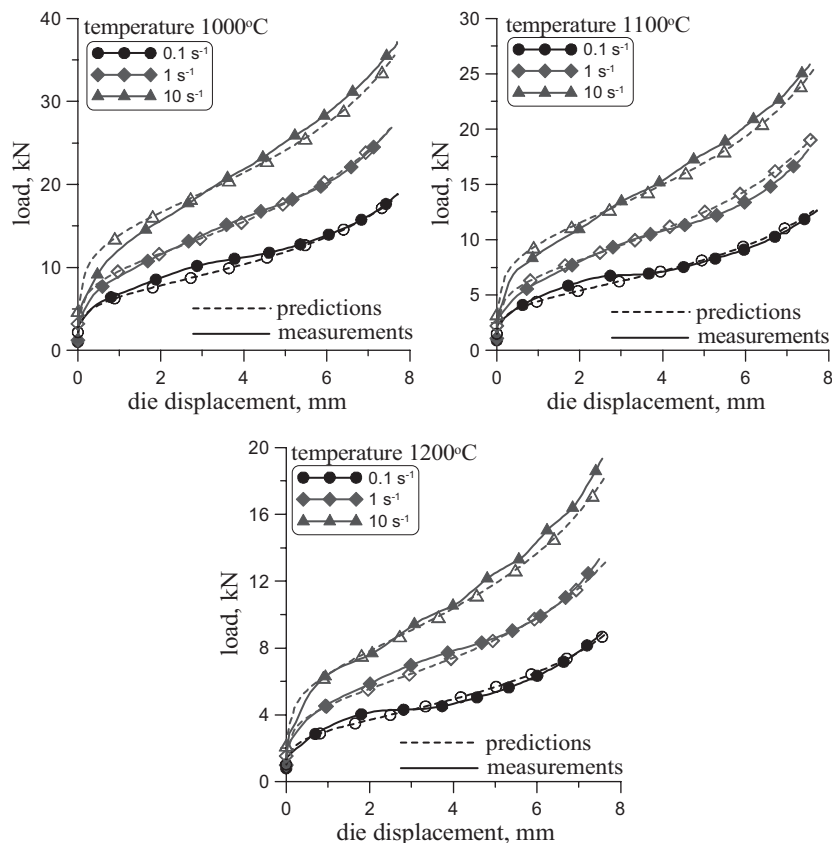 temperature 1000°C
0.1 s⁻¹
1 s⁻¹
10 s⁻¹
load, kN
40
30
20
10
0
predictions
measurements
0 2 4 6 8
die displacement, mm
temperature 1100°C
0.1 s⁻¹
1 s⁻¹
10 s⁻¹
load, kN
30
25
20
15
10
5
0
predictions
measurements
0 2 4 6 8
die displacement, mm
temperature 1200°C
0.1 s⁻¹
1 s⁻¹
10 s⁻¹
load, kN
20
16
12
8
4
0
predictions
measurements
0 2 4 6 8
die displacement, mm